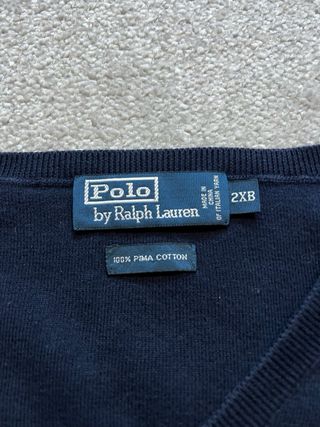 Polo
by Ralph Lauren
MADE IN
CHINA
OF ITALIAN YARN
2XB
100% PIMA COTTON